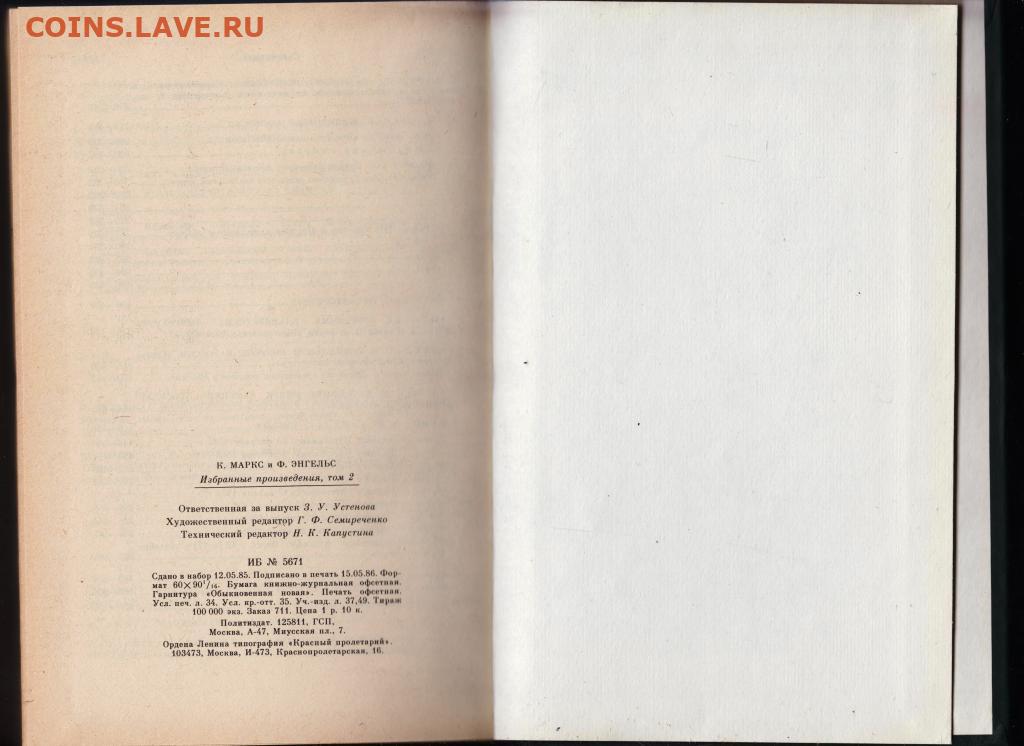 COINS.LAVE.RU
К. МАРКС и Ф. ЭНГЕЛЬС
Избранные произведения, том 2
Ответственная за выпуск З. У. Устенова
Художественный редактор Г. Ф. Семиреченко
Технический редактор Н. К. Капустина
ИБ № 5671
Сдано в набор 12.05.85. Подписано в печать 15.05.86. Фор-
мат 60×90¹/₁₆. Бумага книжно-журнальная офсетная.
Гарнитура «Обыкновенная новая». Печать офсетная.
Усл. печ. л. 34. Усл. кр.-отт. 35. Уч.-изд. л. 37,49. Тираж
100 000 экз. Заказ 711. Цена 1 р. 10 к.
Политиздат. 125811, ГСП,
Москва, А-47, Миусская пл., 7.
Ордена Ленина типография «Красный пролетарий».
103473, Москва, И-473, Краснопролетарская, 16.